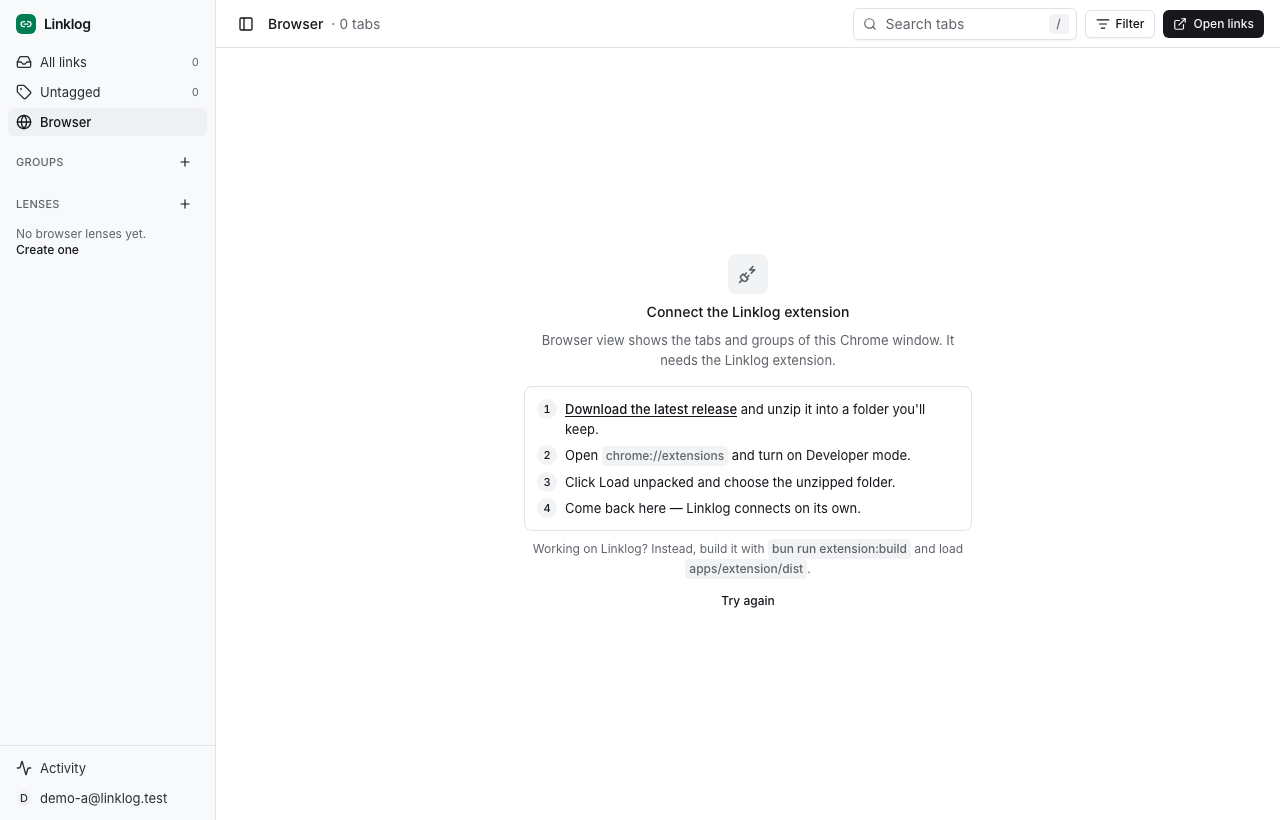 Linklog
All links 0
Untagged 0
Browser
GROUPS
LENSES
No browser lenses yet.
Create one
Activity
D demo-a@linklog.test
Browser · 0 tabs
Search tabs /
Filter
Open links
Connect the Linklog extension
Browser view shows the tabs and groups of this Chrome window. It
needs the Linklog extension.
1 Download the latest release and unzip it into a folder you'll
keep.
2 Open chrome://extensions and turn on Developer mode.
3 Click Load unpacked and choose the unzipped folder.
4 Come back here — Linklog connects on its own.
Working on Linklog? Instead, build it with bun run extension:build and load
apps/extension/dist.
Try again